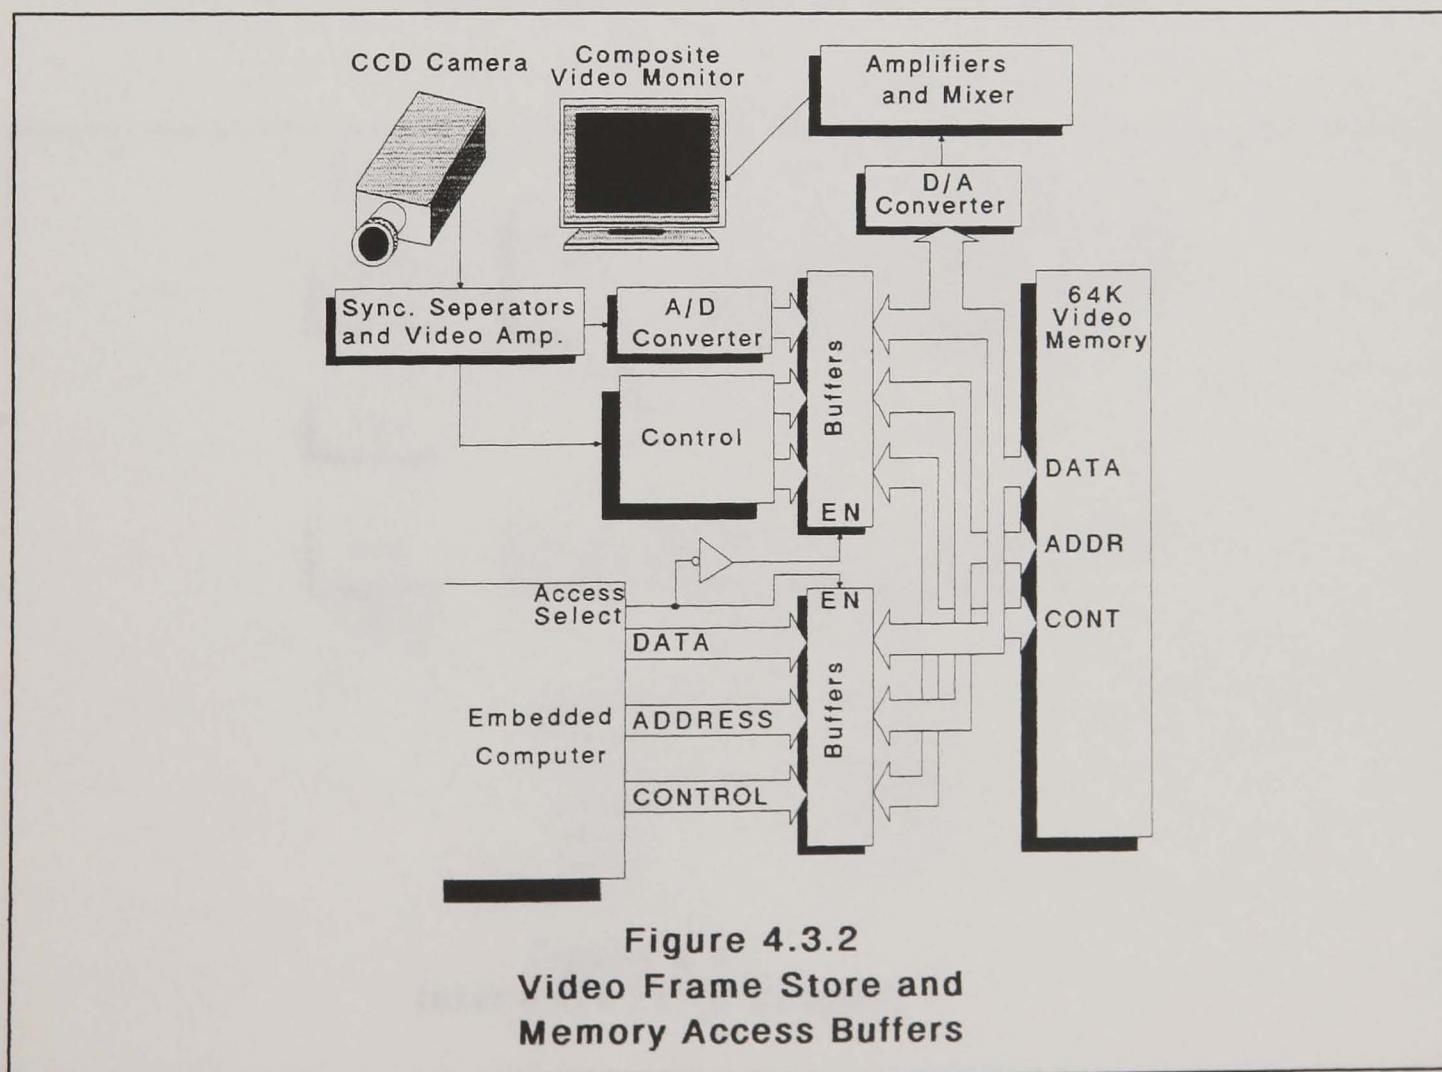 CCD Camera
Composite
Video Monitor
Amplifiers
and Mixer
D/A
Converter
Sync. Seperators
and Video Amp.
A/D
Converter
Buffers
64K
Video
Memory
Control
DATA
EN
ADDR
Access
Select
EN
CONT
DATA
Buffers
Embedded
Computer
ADDRESS
CONTROL
Figure 4.3.2
Video Frame Store and
Memory Access Buffers